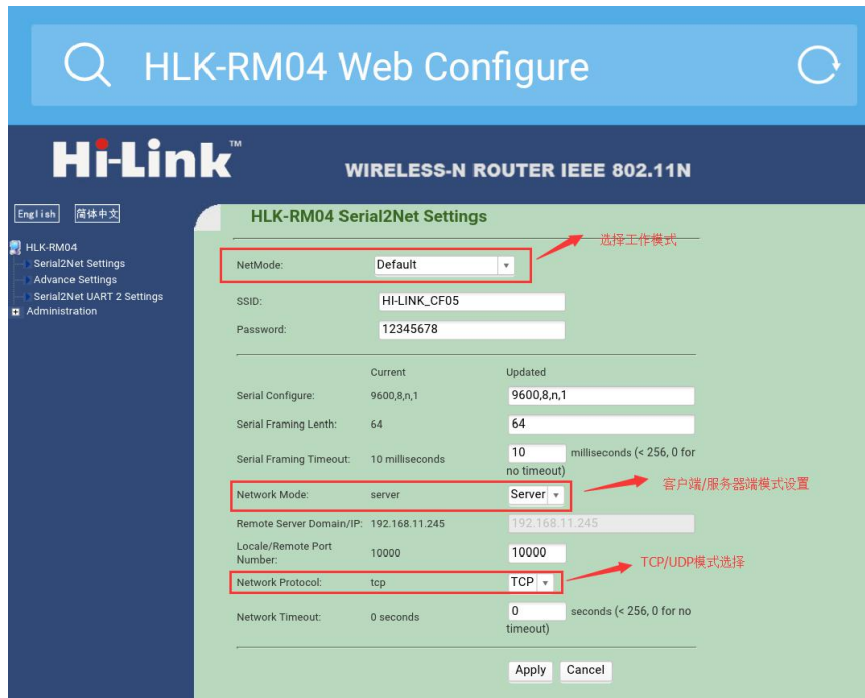 HLK-RM04 Web Configure
Hi-Link™
WIRELESS-N ROUTER IEEE 802.11N
English 简体中文
HLK-RM04
Serial2Net Settings
Advance Settings
Serial2Net UART 2 Settings
Administration
HLK-RM04 Serial2Net Settings
选择工作模式
NetMode: Default
SSID: HI-LINK_CF05
Password: 12345678
Current Updated
Serial Configure: 9600,8,n,1 9600,8,n,1
Serial Framing Lenth: 64 64
Serial Framing Timeout: 10 milliseconds 10 milliseconds (< 256, 0 for
no timeout)
客户端/服务器端模式设置
Network Mode: server Server
Remote Server Domain/IP: 192.168.11.245 192.168.11.245
Locale/Remote Port
Number: 10000 10000
TCP/UDP模式选择
Network Protocol: tcp TCP
Network Timeout: 0 seconds 0 seconds (< 256, 0 for no
timeout)
Apply Cancel